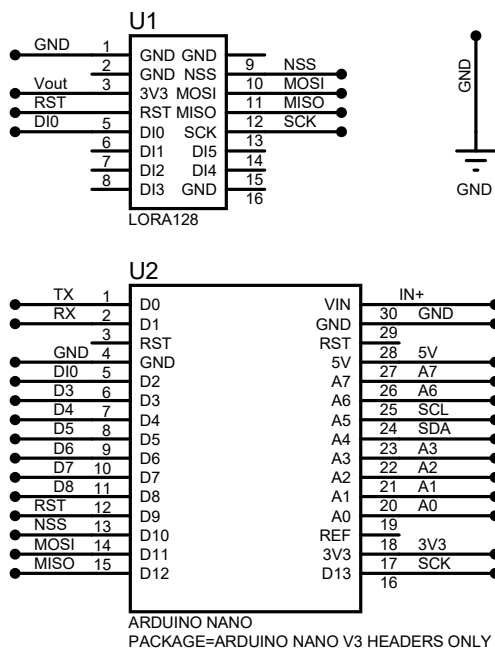 U1
GND 1
GND GND
2 9 NSS
GND NSS
Vout 3 10 MOSI
3V3 MOSI
RST 11 MISO
RST MISO
DI0 5 12 SCK
DI0 SCK
6 13
DI1 DI5
7 14
DI2 DI4
8 15
DI3 GND
16
LORA128
GND
GND
U2
TX 1 IN+
D0 VIN
RX 2 30 GND
D1 GND
3 29
RST RST
GND 4 28 5V
GND 5V
DI0 5 27 A7
D2 A7
D3 6 26 A6
D3 A6
D4 7 25 SCL
D4 A5
D5 8 24 SDA
D5 A4
D6 9 23 A3
D6 A3
D7 10 22 A2
D7 A2
D8 11 21 A1
D8 A1
RST 12 20 A0
D9 A0
NSS 13 19
D10 REF
MOSI 14 18 3V3
D11 3V3
MISO 15 17 SCK
D12 D13
16
ARDUINO NANO
PACKAGE=ARDUINO NANO V3 HEADERS ONLY